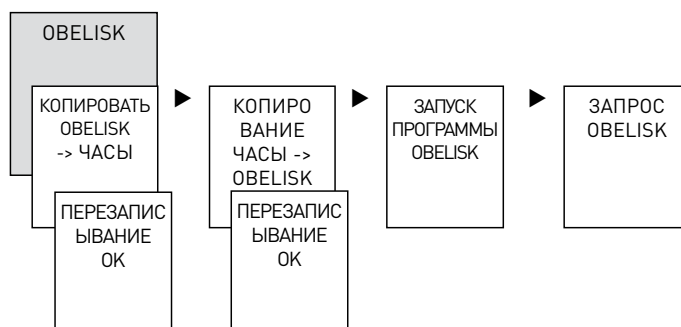 OBELISK
КОПИРОВАТЬ
OBELISK
-> ЧАСЫ
ПЕРЕЗАПИС
ЫВАНИЕ
OK
КОПИРО
ВАНИЕ
ЧАСЫ ->
OBELISK
ПЕРЕЗАПИС
ЫВАНИЕ
OK
ЗАПУСК
ПРОГРАММЫ
OBELISK
ЗАПРОС
OBELISK